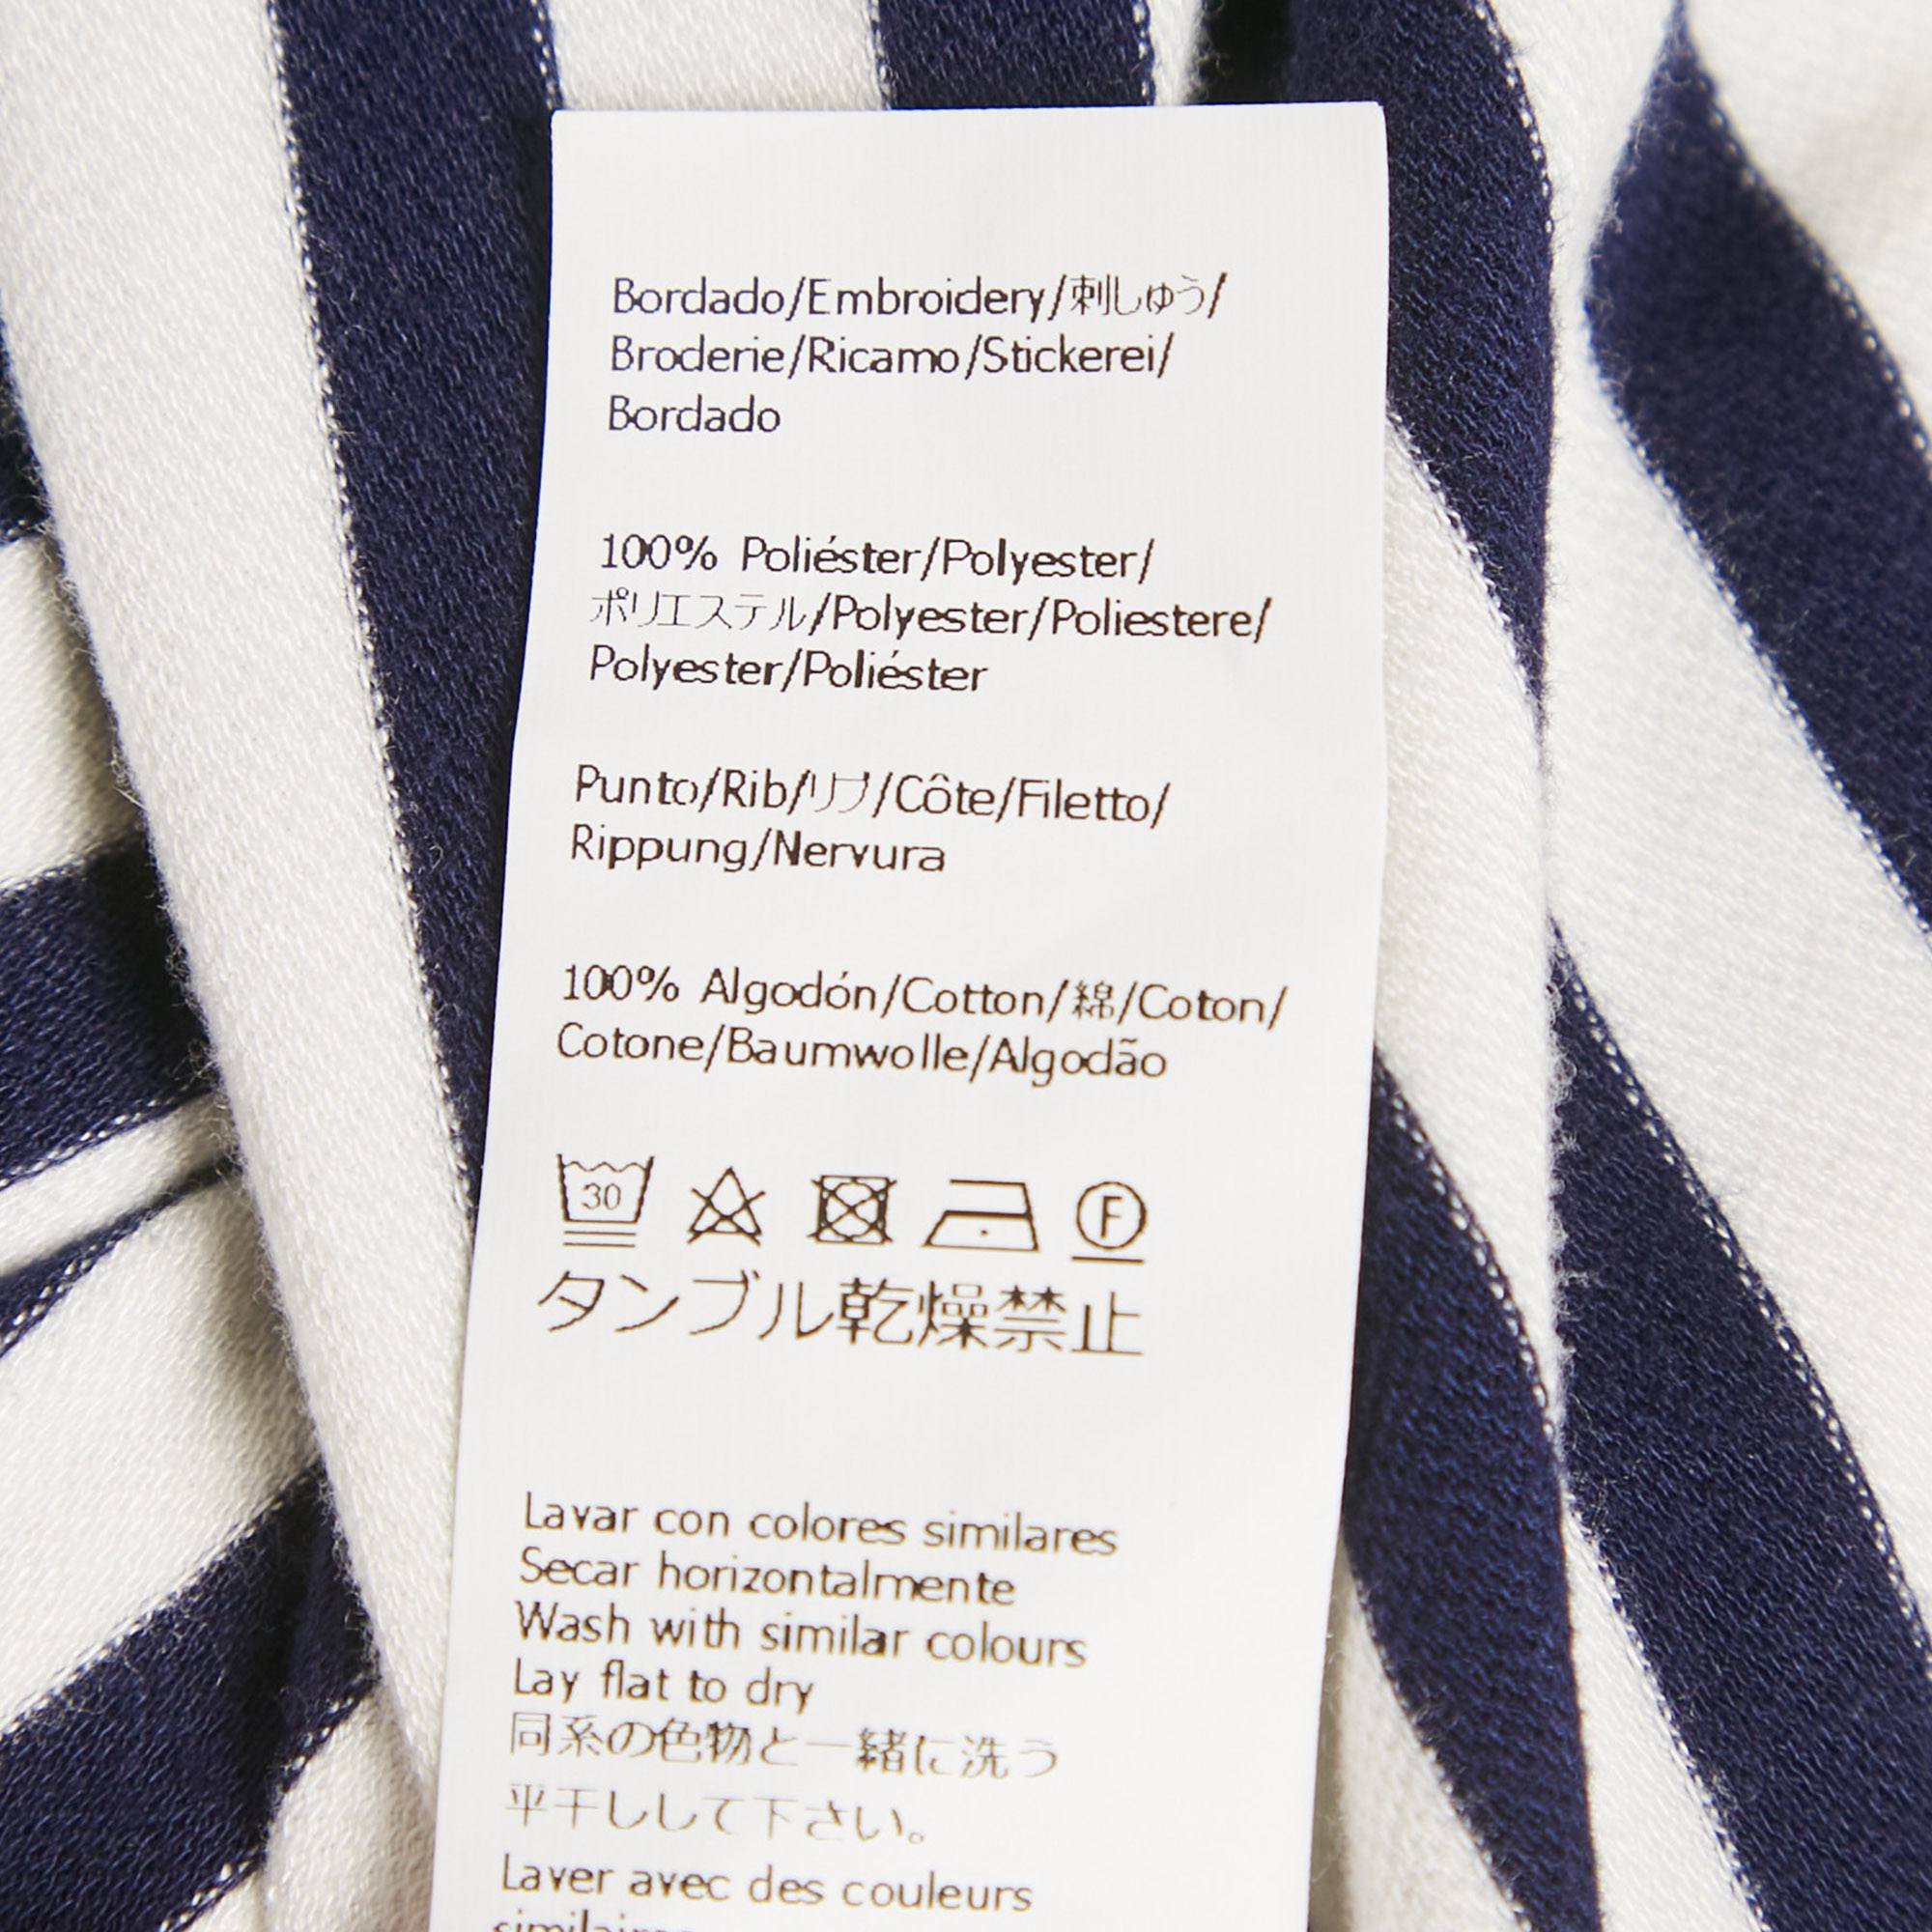 Bordado/Embroidery/刺しゅう/
Broderie/Ricamo/Stickerei/
Bordado
100% Poliéster/Polyester/
ポリエステル/Polyester/Poliestere/
Polyester/Poliéster
Punto/Rib/リブ/Côte/Filetto/
Rippung/Nervura
100% Algodón/Cotton/綿/Coton/
Cotone/Baumwolle/Algodão
30
F
タンブル乾燥禁止
Lavar con colores similares
Secar horizontalmente
Wash with similar colours
Lay flat to dry
同系の色物と一緒に洗う
平干しして下さい。
Laver avec des couleurs